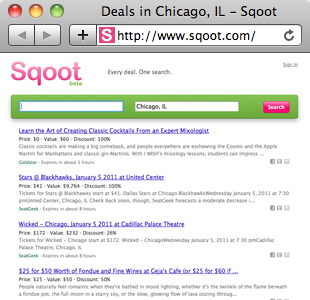 Deals in Chicago, IL – Sqoot
S http://www.sqoot.com/
Sign in
Sqoot
beta
Every deal. One search.
Chicago, IL
Search
Learn the Art of Creating Classic Cocktails From an Expert Mixologist
Price: $0 · Value: $0 · Discount: 100%
Classic cocktails are making a big comeback, and people everywhere are eschewing the Cosmo and the Apple
Martini for Manhattans and classic gin Martinis. With I WISH's mixology lessons, students can impress ...
Goldstar · Expires in about 5 hours
Stars @ Blackhawks, January 5 2011 at United Center
Price: $41 · Value: $9,764 · Discount: 100%
Tickets for Stars @ Blackhawks start at $41. Dallas Stars at Chicago BlackhawksWednesday January 5, 2011 at 7:30
pmUnited Center, Chicago, IL Check back soon, though, SeatGeek forecasts a moderate decrease i...
SeatGeek · Expires in about 8 hours
Wicked – Chicago, January 5 2011 at Cadillac Palace Theatre
Price: $172 · Value: $232 · Discount: 26%
Tickets for Wicked – Chicago start at $172. Wicked – ChicagoWednesday January 5, 2011 at 7:30 pmCadillac
Palace Theatre, Chicago, IL
SeatGeek · Expires in about 8 hours
$25 for $50 Worth of Fondue and Fine Wines at Geja's Cafe (or $25 for $60 if ...
Price: $25 · Value: $50 · Discount: 50%
People naturally feel romantic when they're bathed in mood lighting, whether it's the twinkle of the flame beneath
a fondue pot, the full moon in a starry sky, or the slow, glowing flow of lava oozing throug...